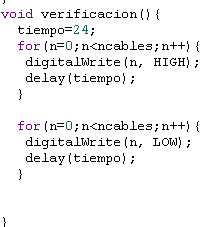 void verificacion(){
tiempo=24;
for(n=0;n<ncables;n++){
digitalWrite(n, HIGH);
delay(tiempo);
}
for(n=0;n<ncables;n++){
digitalWrite(n, LOW);
delay(tiempo);
}
}